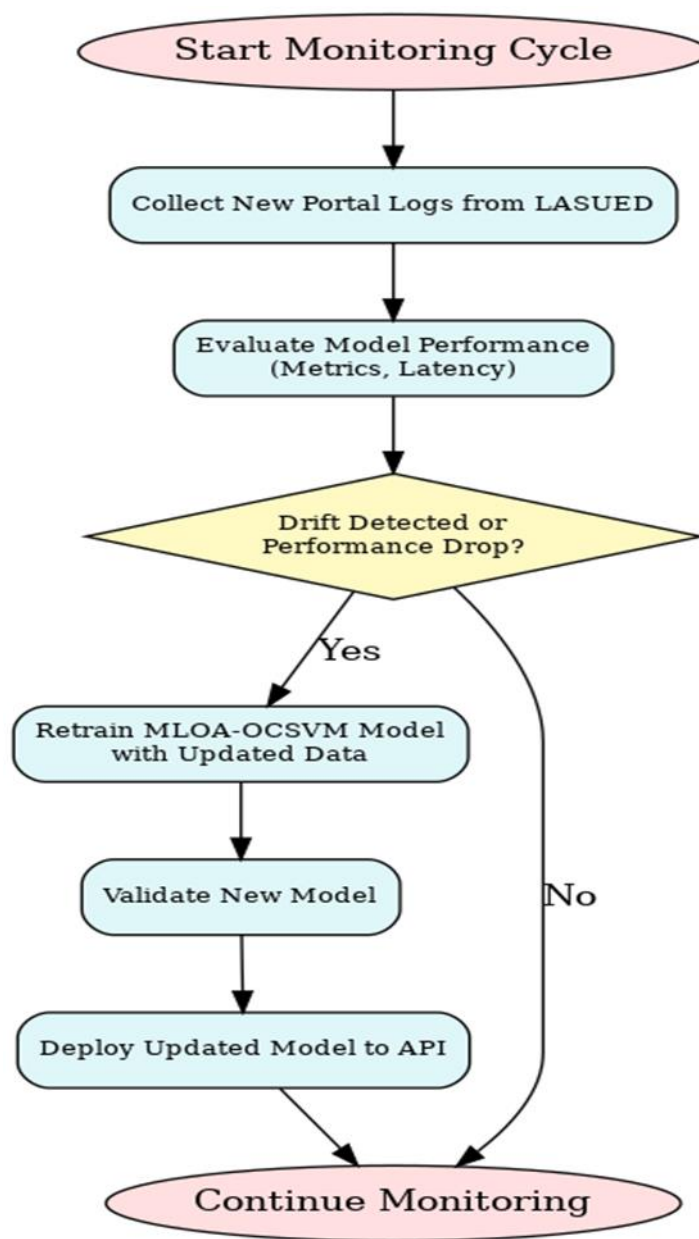 Start Monitoring Cycle
Collect New Portal Logs from LASUED
Evaluate Model Performance
(Metrics, Latency)
Drift Detected or
Performance Drop?
Yes
Retrain MLOA-OCSVM Model
with Updated Data
Validate New Model
No
Deploy Updated Model to API
Continue Monitoring